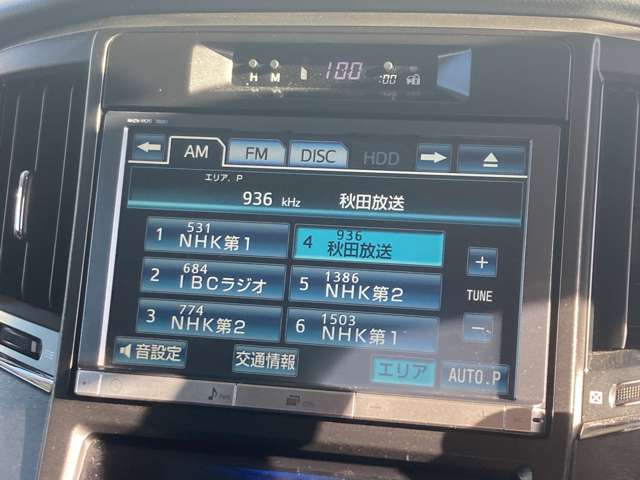 H M 100 :00
AM FM DISC HDD
エリア. P
936 kHz 秋田放送
1 531 NHK第1
4 936 秋田放送
2 684 IBCラジオ
5 1386 NHK第2
3 774 NHK第2
6 1503 NHK第1
+
TUNE
−
音設定 交通情報 エリア AUTO.P